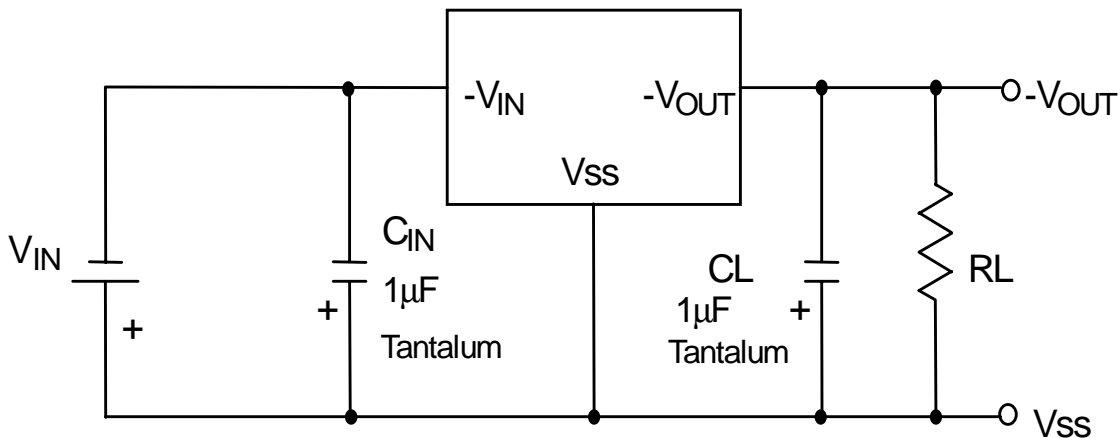 -VIN
-VOUT
-VOUT
Vss
VIN
+
CIN
1μF
+
Tantalum
CL
1μF
+
Tantalum
RL
Vss